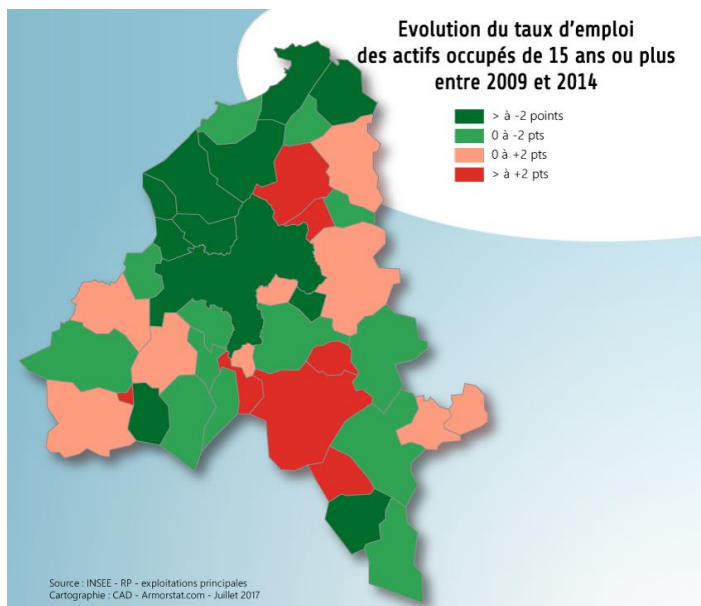 Evolution du taux d'emploi
des actifs occupés de 15 ans ou plus
entre 2009 et 2014
> à -2 points
0 à -2 pts
0 à +2 pts
> à +2 pts
Source : INSEE - RP - exploitations principales
Cartographie : CAD - Armorstat.com - Juillet 2017